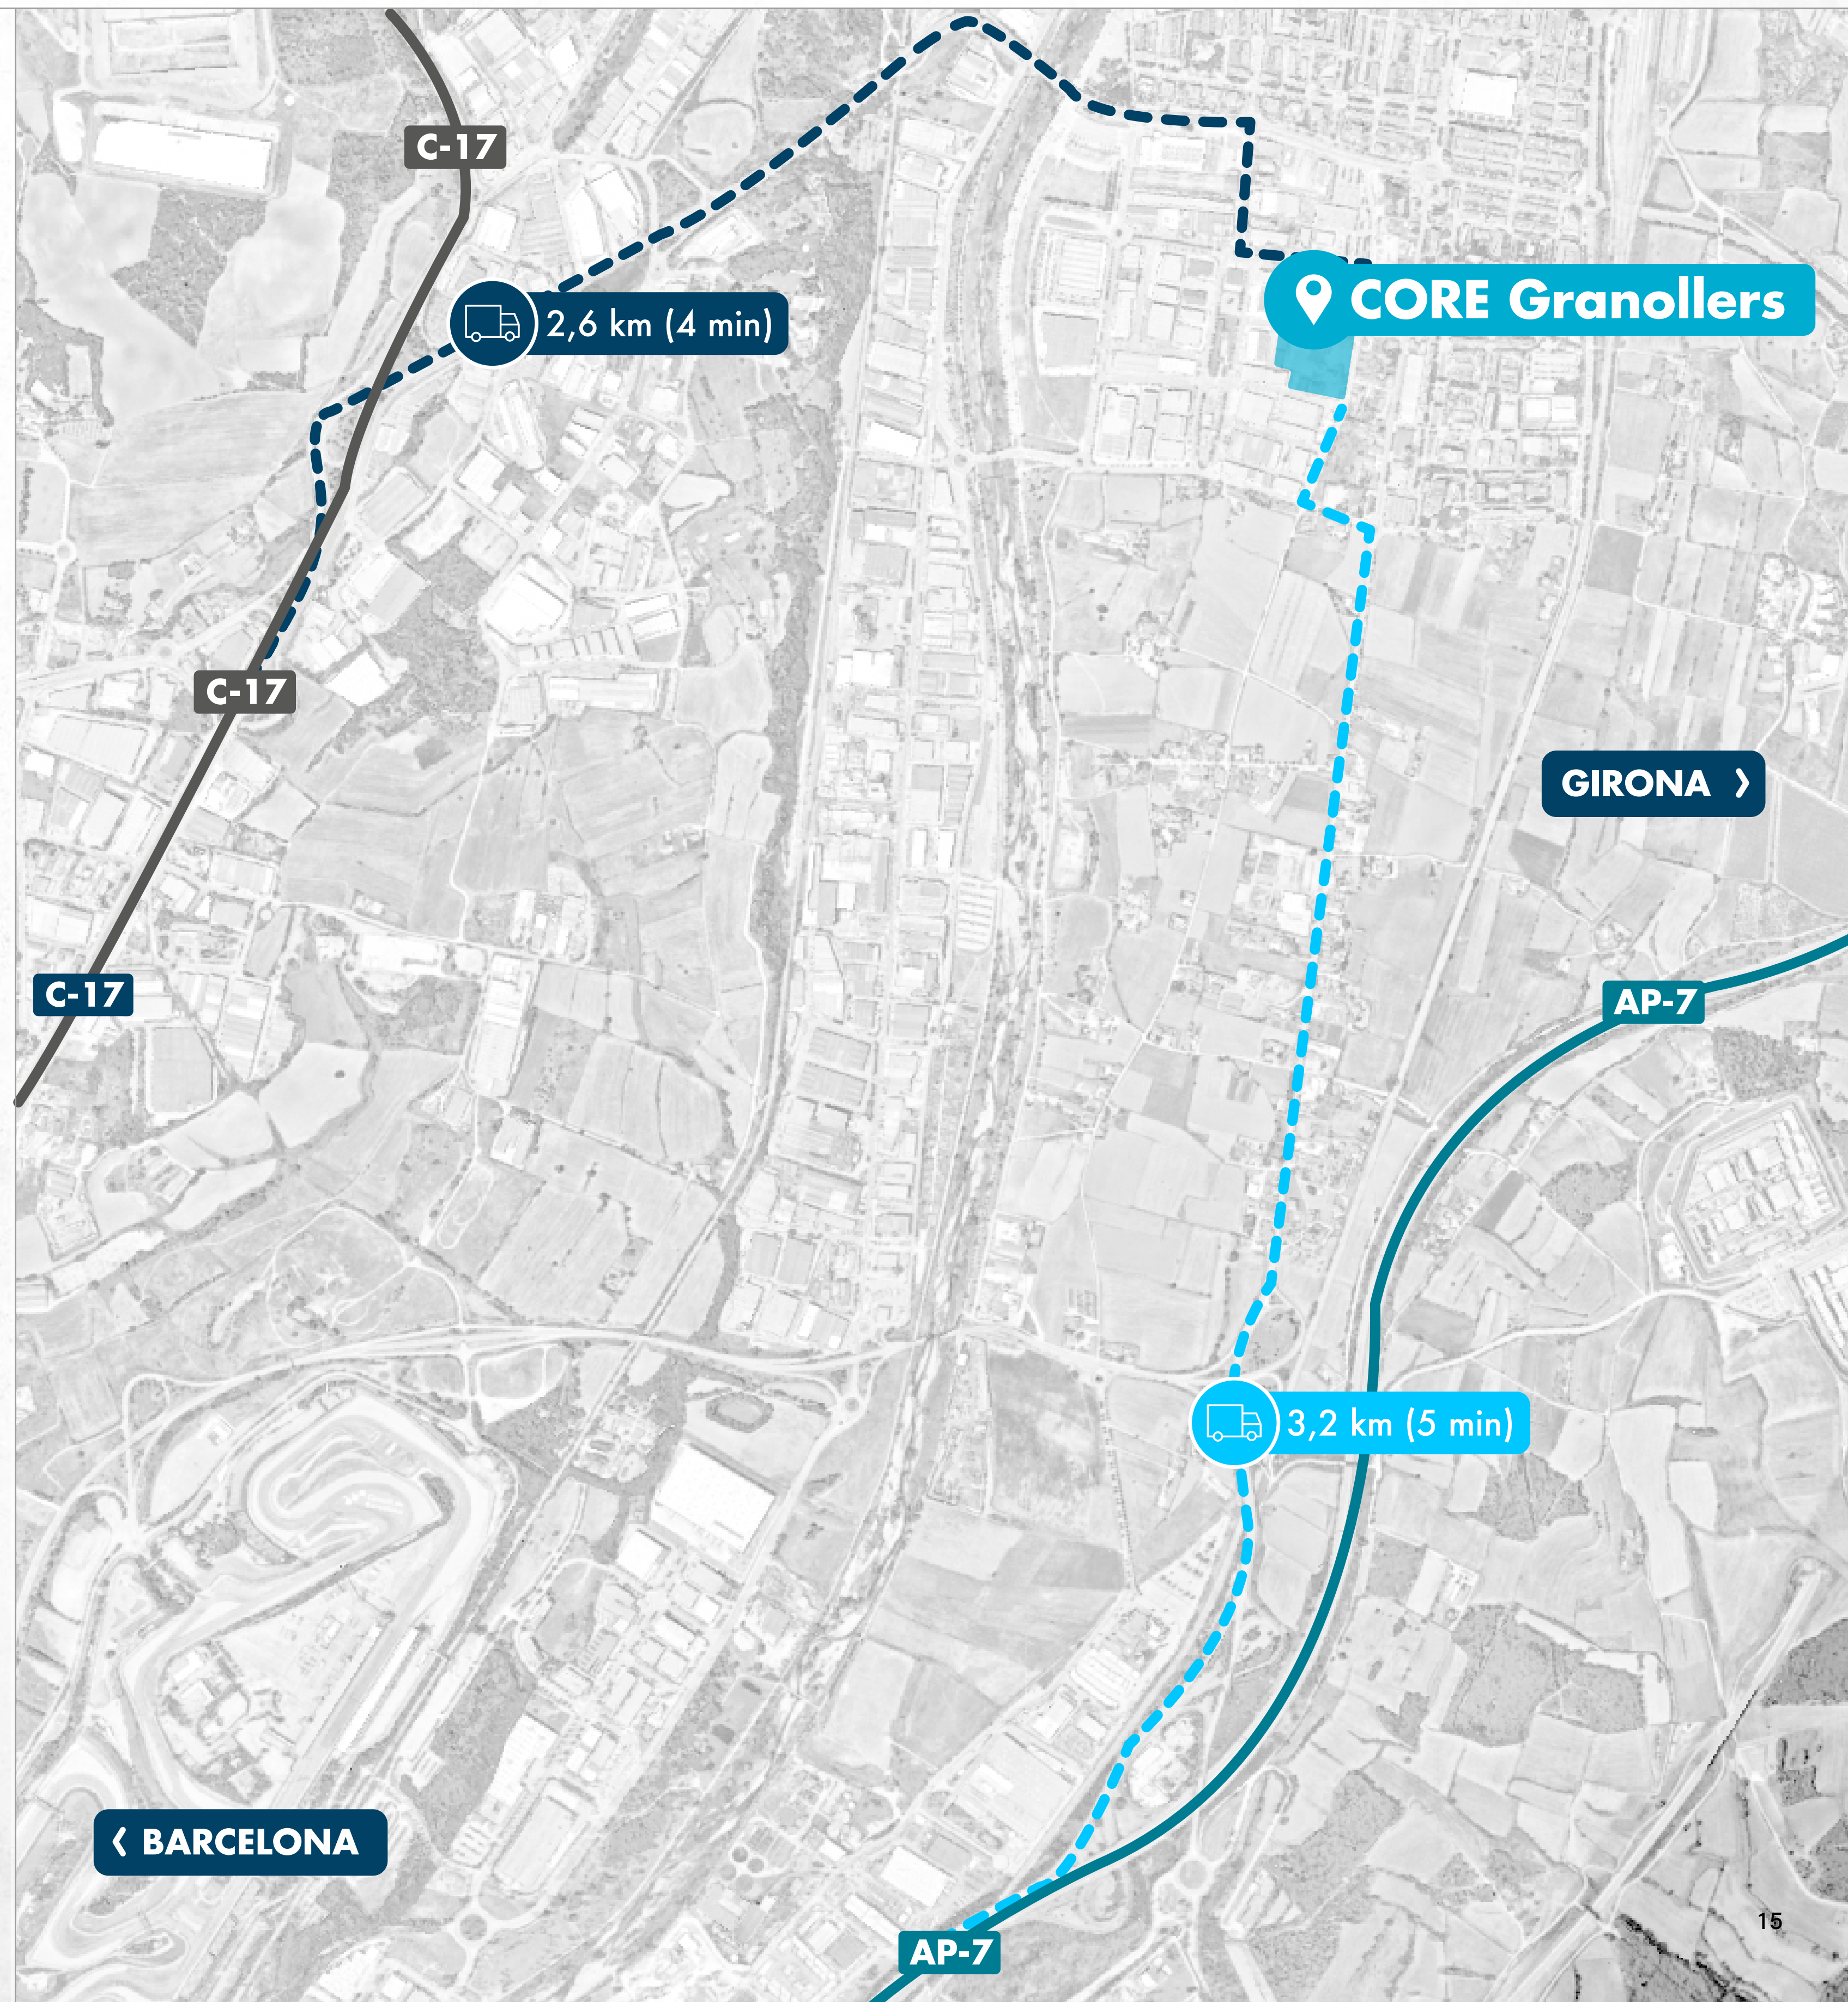 C-17
CORE Granollers
2,6 km (4 min)
C-17
GIRONA ›
C-17
AP-7
3,2 km (5 min)
‹ BARCELONA
15
AP-7